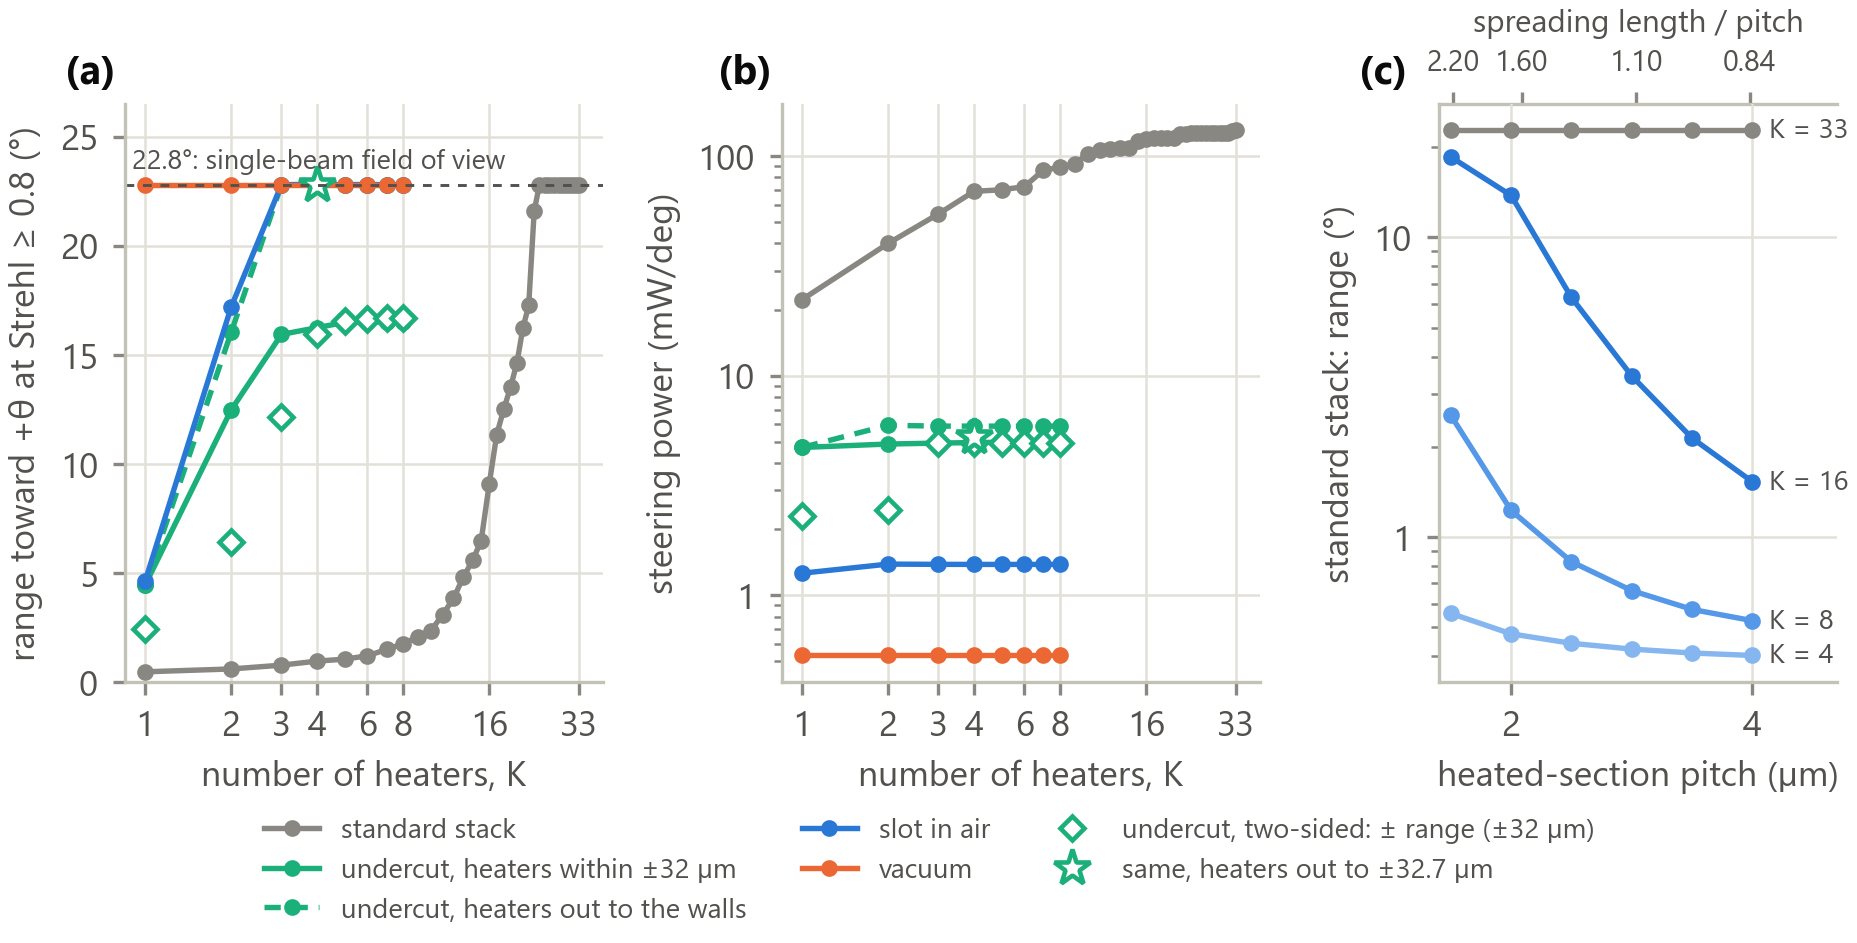 (a)
range toward +θ at Strehl ≥ 0.8 (°)
25
20
15
10
5
0
22.8°: single-beam field of view
1 2 3 4 6 8 16 33
number of heaters, K
(b)
steering power (mW/deg)
100
10
1
1 2 3 4 6 8 16 33
number of heaters, K
(c)
spreading length / pitch
2.20 1.60 1.10 0.84
standard stack: range (°)
10
1
K = 33
K = 16
K = 8
K = 4
2 4
heated-section pitch (μm)
standard stack
undercut, heaters within ±32 μm
undercut, heaters out to the walls
slot in air
vacuum
undercut, two-sided: ± range (±32 μm)
same, heaters out to ±32.7 μm